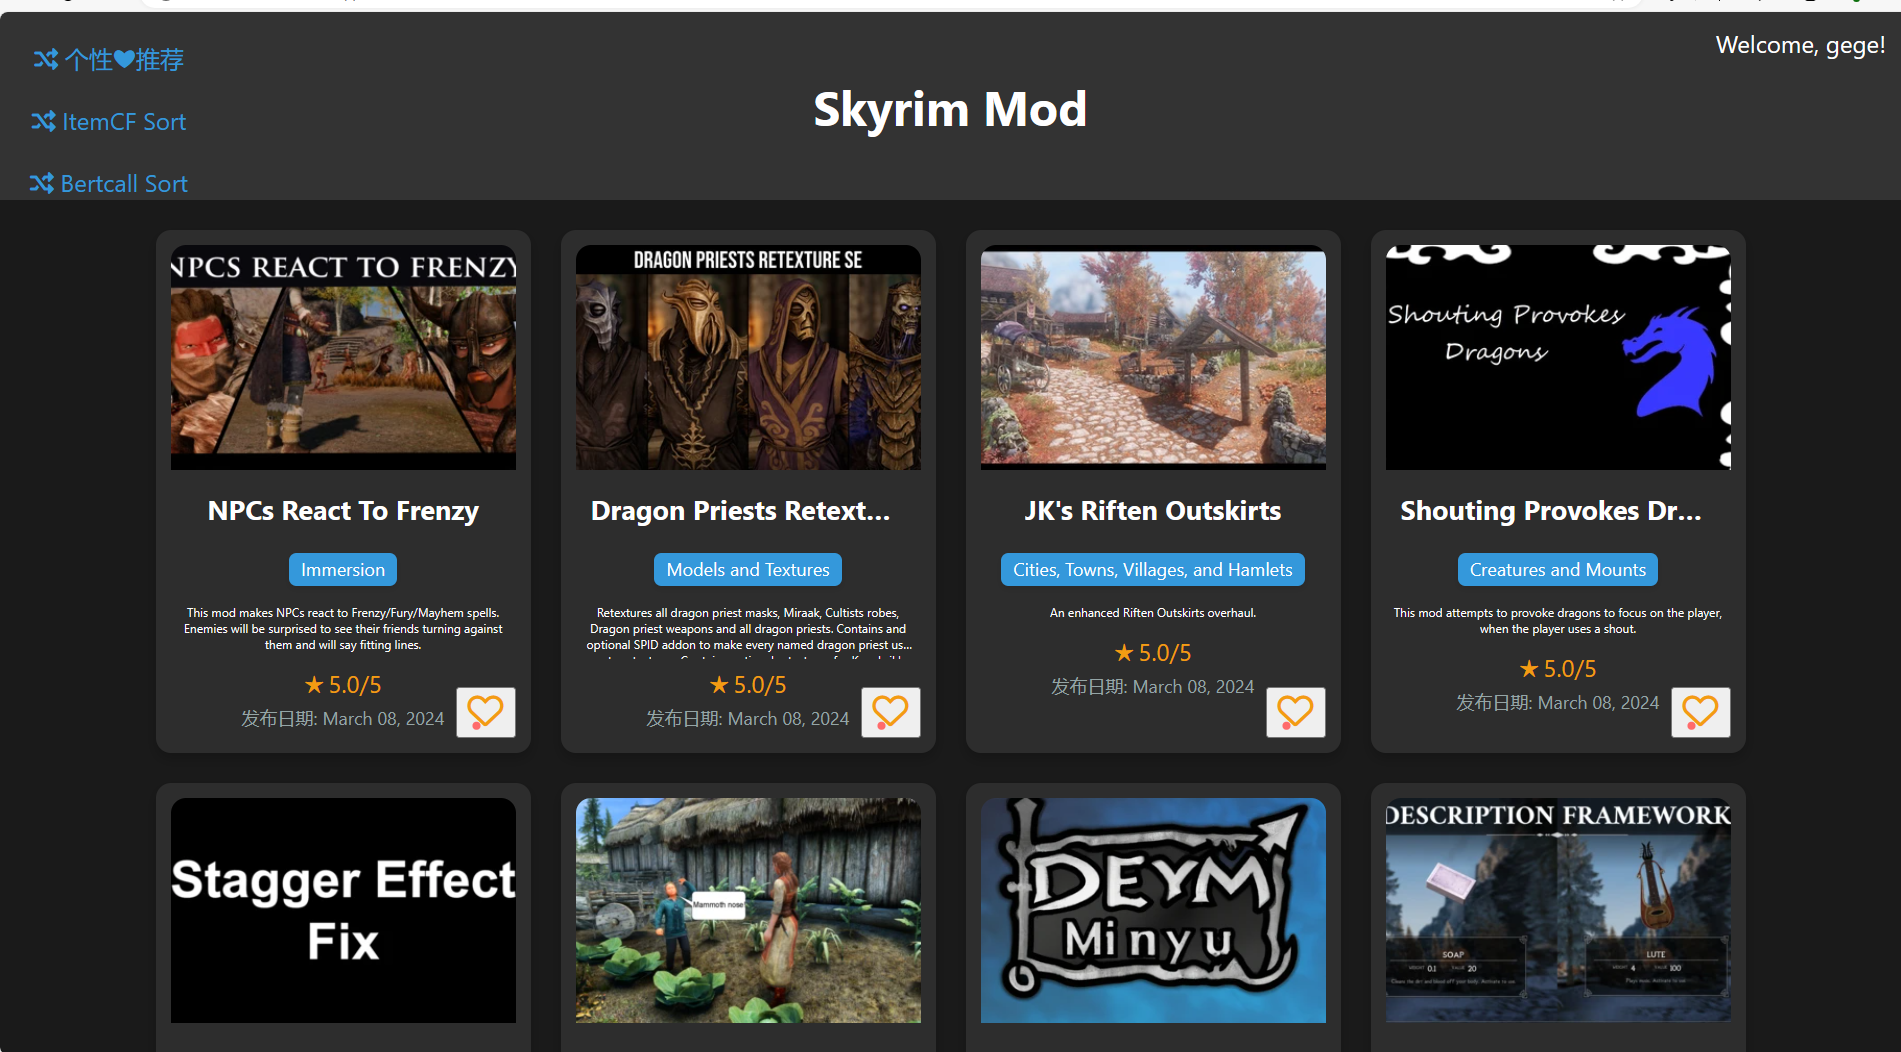 个性推荐
Welcome, gege!
Skyrim Mod
ItemCF Sort
Bertcall Sort
NPCS REACT TO FRENZY
DRAGON PRIESTS RETEXTURE SE
Shouting Provokes
Dragons
NPCs React To Frenzy
Dragon Priests Retext...
JK's Riften Outskirts
Shouting Provokes Dr...
Immersion
Models and Textures
Cities, Towns, Villages, and Hamlets
Creatures and Mounts
This mod makes NPCs react to Frenzy/Fury/Mayhem spells.
Enemies will be surprised to see their friends turning against
them and will say fitting lines.
Retextures all dragon priest masks, Miraak, Cultists robes,
Dragon priest weapons and all dragon priests. Contains and
optional SPID addon to make every named dragon priest us...
An enhanced Riften Outskirts overhaul.
This mod attempts to provoke dragons to focus on the player,
when the player uses a shout.
★ 5.0/5
发布日期: March 08, 2024
★ 5.0/5
发布日期: March 08, 2024
★ 5.0/5
发布日期: March 08, 2024
★ 5.0/5
发布日期: March 08, 2024
Stagger Effect
Fix
Mammoth nose!
DEYM
Minyu
DESCRIPTION FRAMEWORK
SOAP
WEIGHT 0.1 VALUE 20
LUTE
WEIGHT 4 VALUE 100